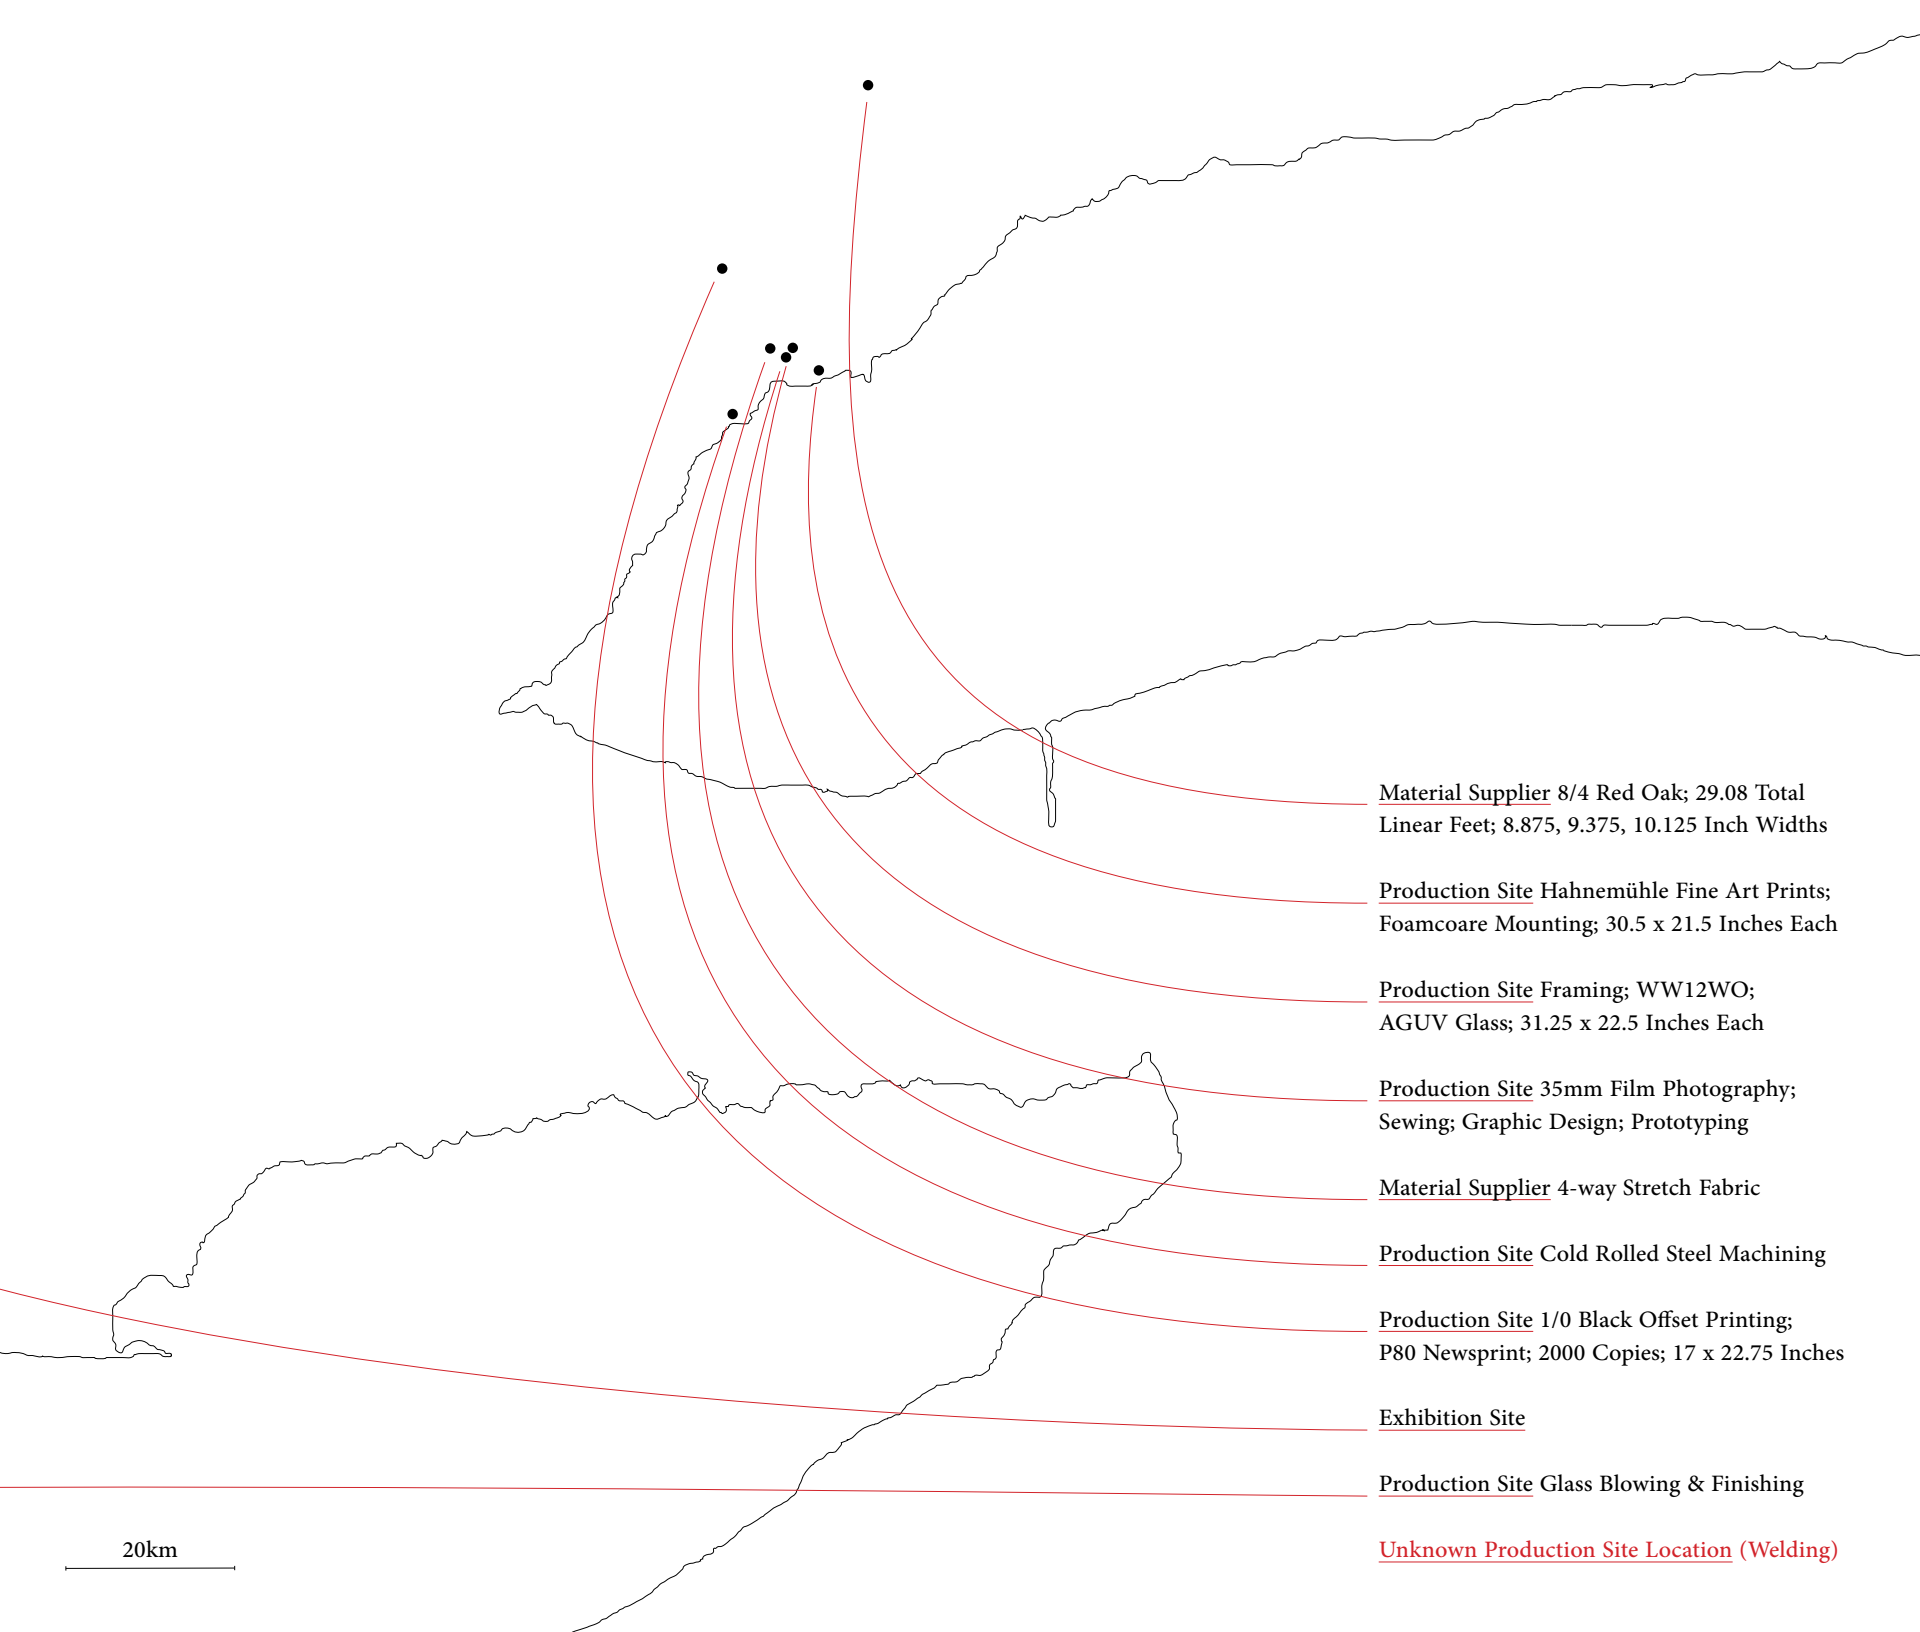 Material Supplier 8/4 Red Oak; 29.08 Total
Linear Feet; 8.875, 9.375, 10.125 Inch Widths
Production Site Hahnemühle Fine Art Prints;
Foamcoare Mounting; 30.5 x 21.5 Inches Each
Production Site Framing; WW12WO;
AGUV Glass; 31.25 x 22.5 Inches Each
Production Site 35mm Film Photography;
Sewing; Graphic Design; Prototyping
Material Supplier 4-way Stretch Fabric
Production Site Cold Rolled Steel Machining
Production Site 1/0 Black Offset Printing;
P80 Newsprint; 2000 Copies; 17 x 22.75 Inches
Exhibition Site
Production Site Glass Blowing & Finishing
Unknown Production Site Location (Welding)
20km